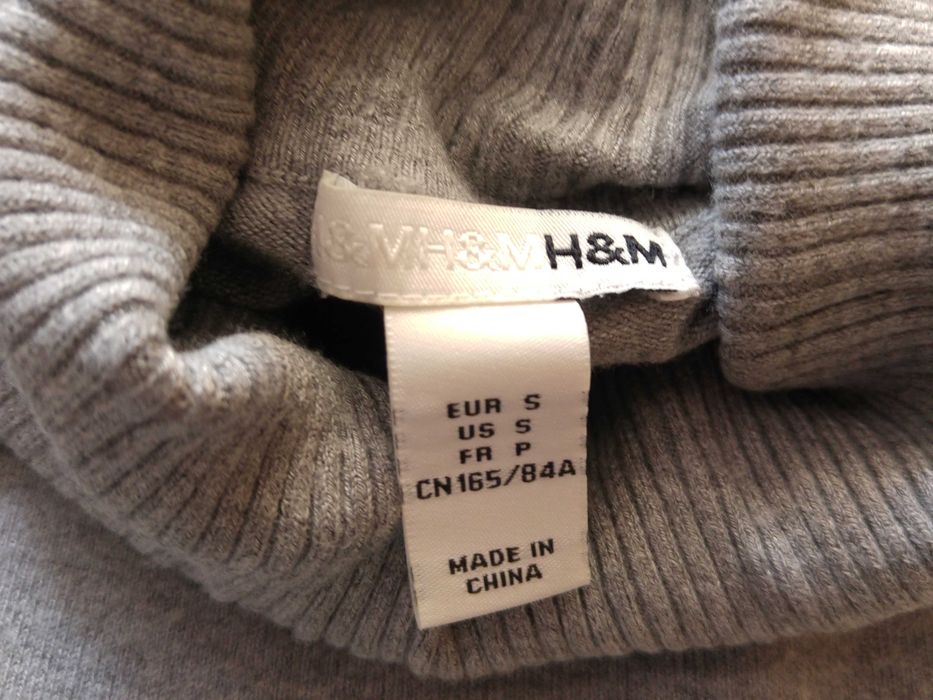 &MH&MH&M
EUR S
US S
FR P
CN165/84A
MADE IN
CHINA